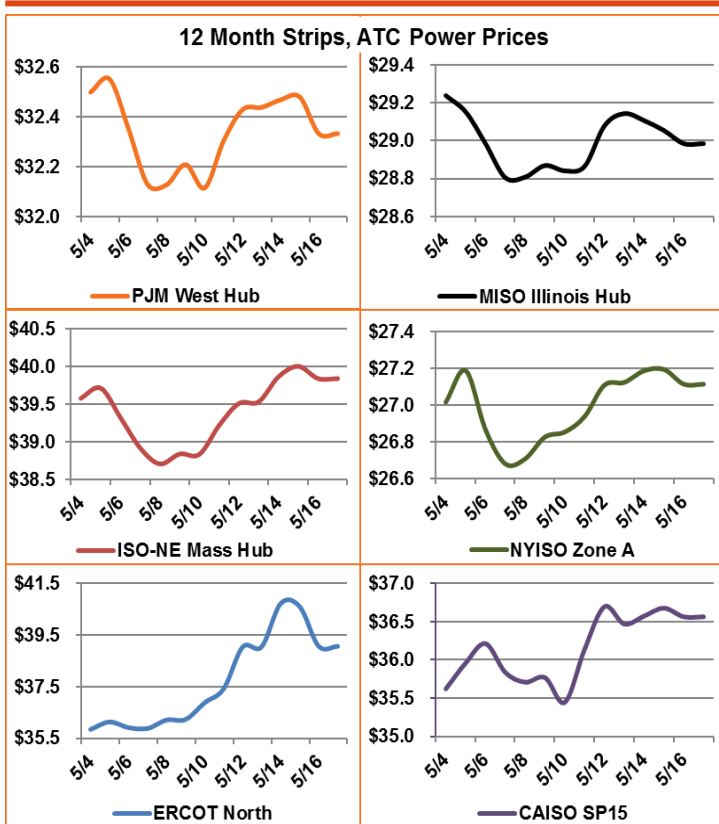 12 Month Strips, ATC Power Prices
$32.6
$32.4
$32.2
$32.0
5/4 5/6 5/8 5/10 5/12 5/14 5/16
PJM West Hub
$29.4
$29.2
$29.0
$28.8
$28.6
5/4 5/6 5/8 5/10 5/12 5/14 5/16
MISO Illinois Hub
$40.5
$40.0
$39.5
$39.0
$38.5
5/4 5/6 5/8 5/10 5/12 5/14 5/16
ISO-NE Mass Hub
$27.4
$27.2
$27.0
$26.8
$26.6
5/4 5/6 5/8 5/10 5/12 5/14 5/16
NYISO Zone A
$41.5
$39.5
$37.5
$35.5
5/4 5/6 5/8 5/10 5/12 5/14 5/16
ERCOT North
$37.0
$36.5
$36.0
$35.5
$35.0
5/4 5/6 5/8 5/10 5/12 5/14 5/16
CAISO SP15